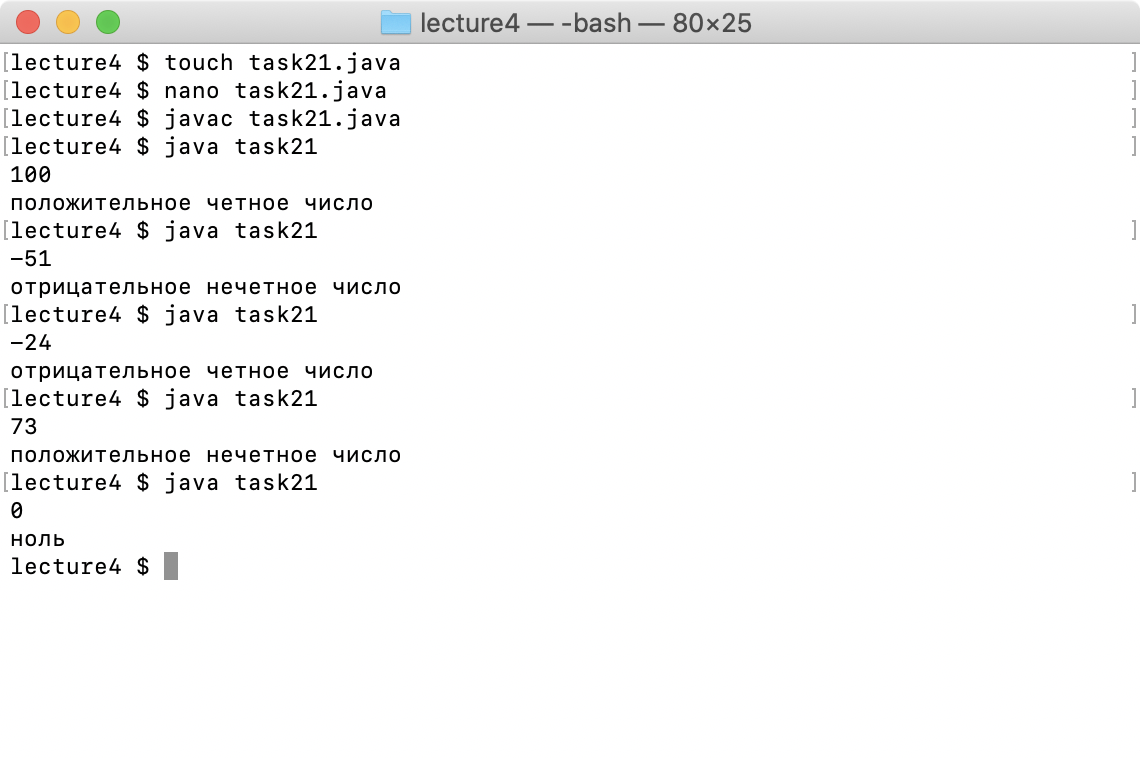 lecture4 — -bash — 80×25
[lecture4 $ touch task21.java ]
[lecture4 $ nano task21.java ]
[lecture4 $ javac task21.java ]
[lecture4 $ java task21 ]
100
положительное четное число
[lecture4 $ java task21 ]
-51
отрицательное нечетное число
[lecture4 $ java task21 ]
-24
отрицательное четное число
[lecture4 $ java task21 ]
73
положительное нечетное число
[lecture4 $ java task21 ]
0
ноль
lecture4 $